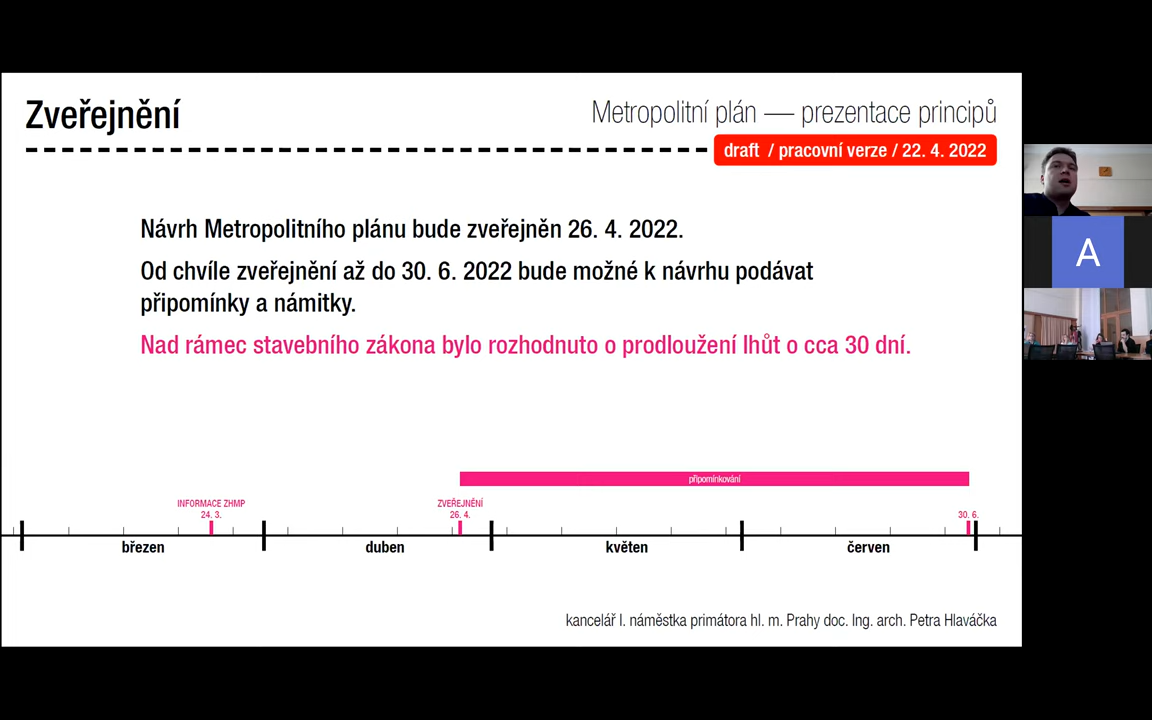 Zveřejnění
Metropolitní plán — prezentace principů
draft / pracovní verze / 22. 4. 2022
Návrh Metropolitního plánu bude zveřejněn 26. 4. 2022.
Od chvíle zveřejnění až do 30. 6. 2022 bude možné k návrhu podávat
připomínky a námitky.
Nad rámec stavebního zákona bylo rozhodnuto o prodloužení lhůt o cca 30 dní.
připomínkování
INFORMACE ZHMP
24. 3.
ZVEŘEJNĚNÍ
26. 4.
30. 6.
březen
duben
květen
červen
kancelář I. náměstka primátora hl. m. Prahy doc. Ing. arch. Petra Hlaváčka
A